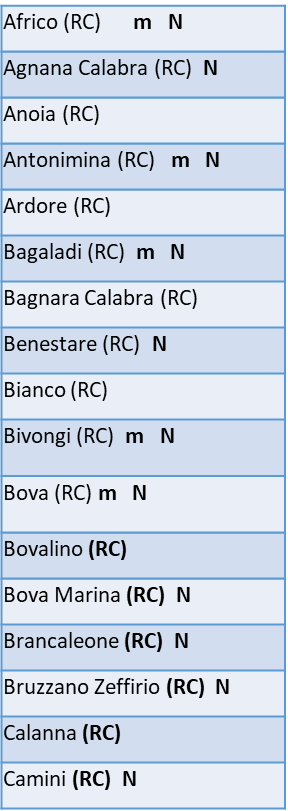 Africo (RC) m N
Agnana Calabra (RC) N
Anoia (RC)
Antonimina (RC) m N
Ardore (RC)
Bagaladi (RC) m N
Bagnara Calabra (RC)
Benestare (RC) N
Bianco (RC)
Bivongi (RC) m N
Bova (RC) m N
Bovalino (RC)
Bova Marina (RC) N
Brancaleone (RC) N
Bruzzano Zeffirio (RC) N
Calanna (RC)
Camini (RC) N